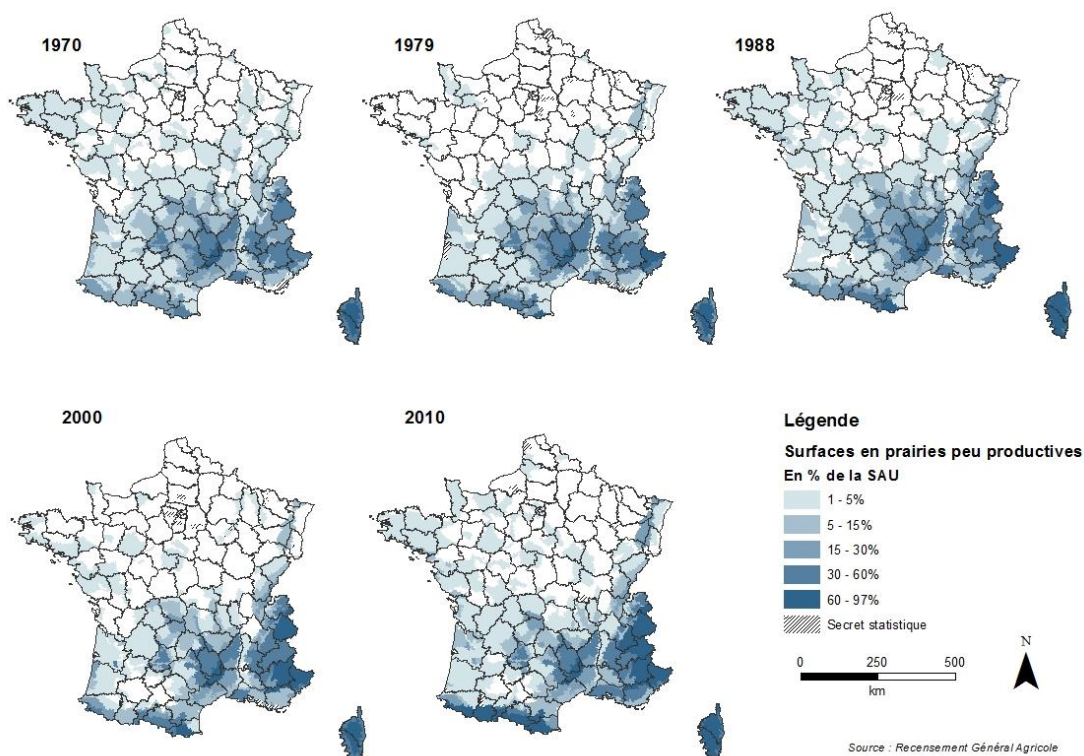 1970
1979
1988
2000
2010
Légende
Surfaces en prairies peu productives
En % de la SAU
1 - 5%
5 - 15%
15 - 30%
30 - 60%
60 - 97%
Secret statistique
0 250 500
km
N
Source : Recensement Général Agricole